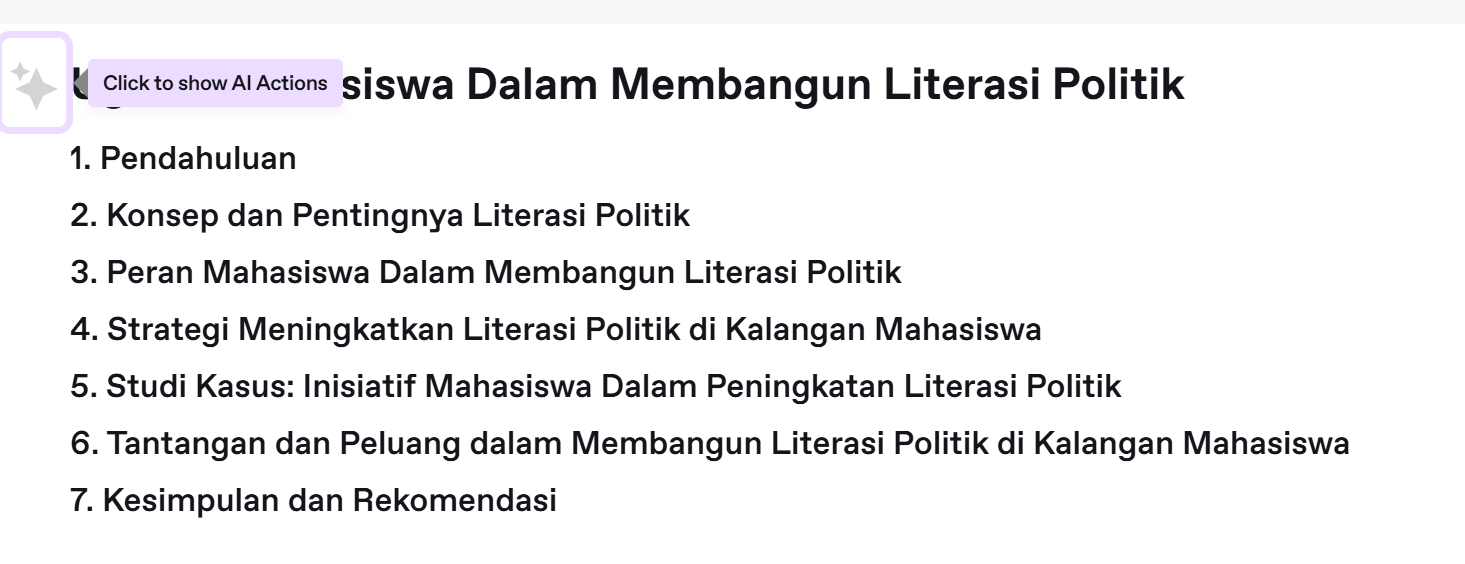 Click to show AI Actions
siswa Dalam Membangun Literasi Politik
1. Pendahuluan
2. Konsep dan Pentingnya Literasi Politik
3. Peran Mahasiswa Dalam Membangun Literasi Politik
4. Strategi Meningkatkan Literasi Politik di Kalangan Mahasiswa
5. Studi Kasus: Inisiatif Mahasiswa Dalam Peningkatan Literasi Politik
6. Tantangan dan Peluang dalam Membangun Literasi Politik di Kalangan Mahasiswa
7. Kesimpulan dan Rekomendasi